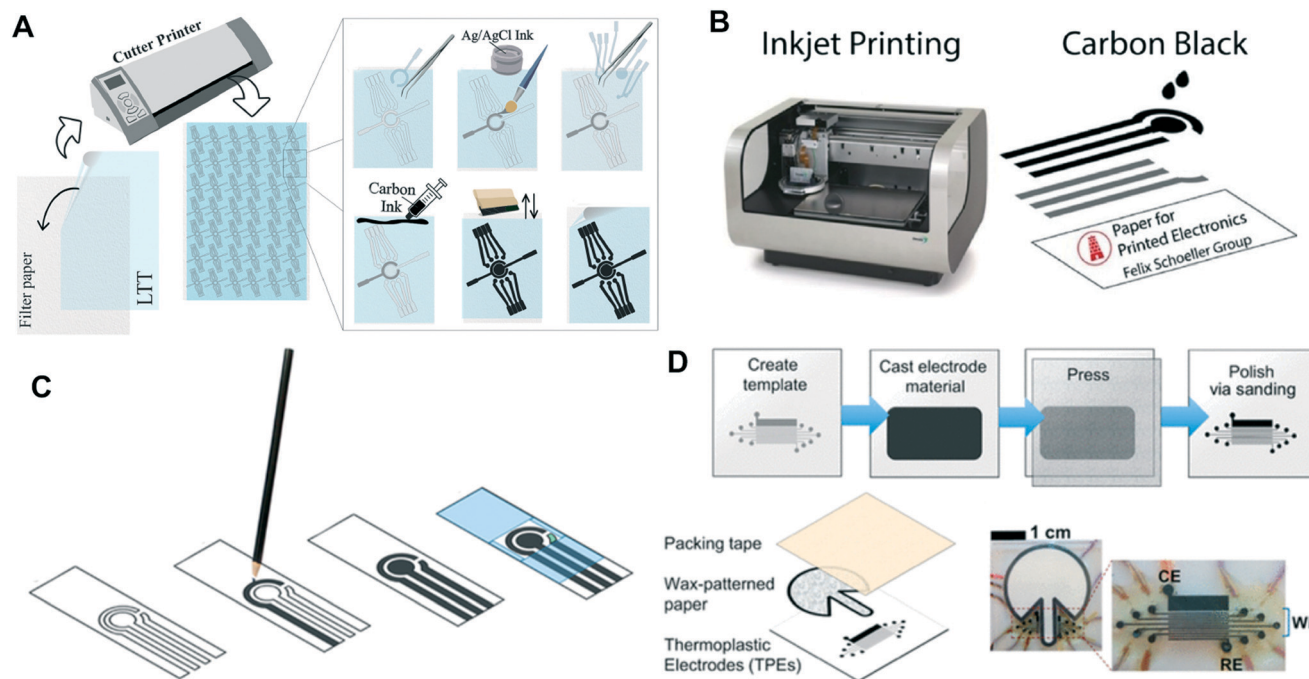 A
Cutter Printer
Filter paper
LTT
Ag/AgCl Ink
Carbon
Ink
B
Inkjet Printing
Carbon Black
Paper for
Printed Electronics
Felix Schoeller Group
C
D
Create
template
Cast electrode
material
Press
Polish
via sanding
Packing tape
Wax-patterned
paper
Thermoplastic
Electrodes (TPEs)
1 cm
CE
RE